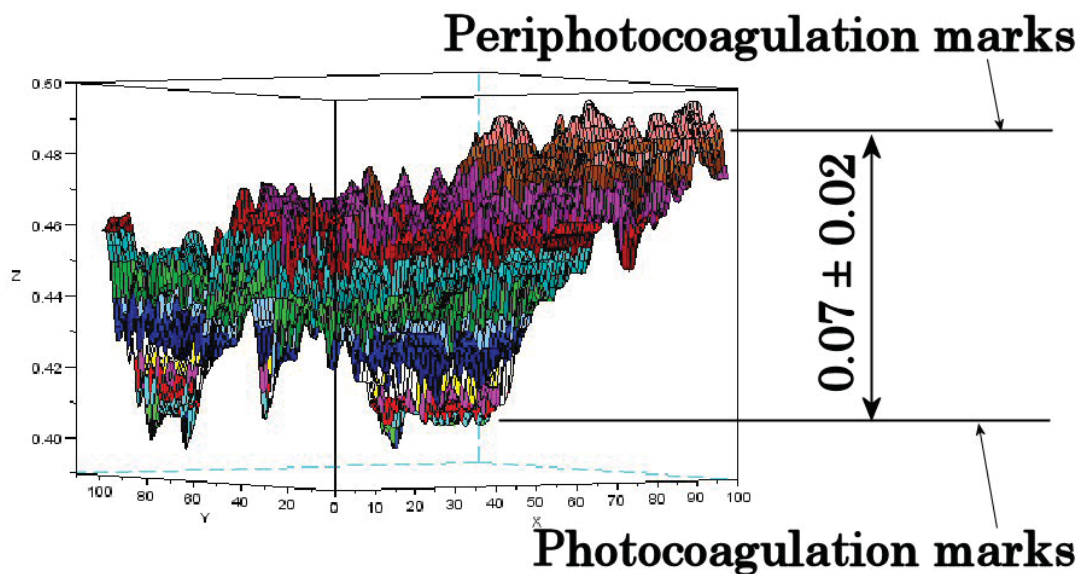 Periphotocoagulation marks
0.50
0.48
0.46
Z
0.44
0.42
0.40
0.07 ± 0.02
100 80 60 40 20 0 10 20 30 40 50 60 70 80 90 100
Y X
Photocoagulation marks